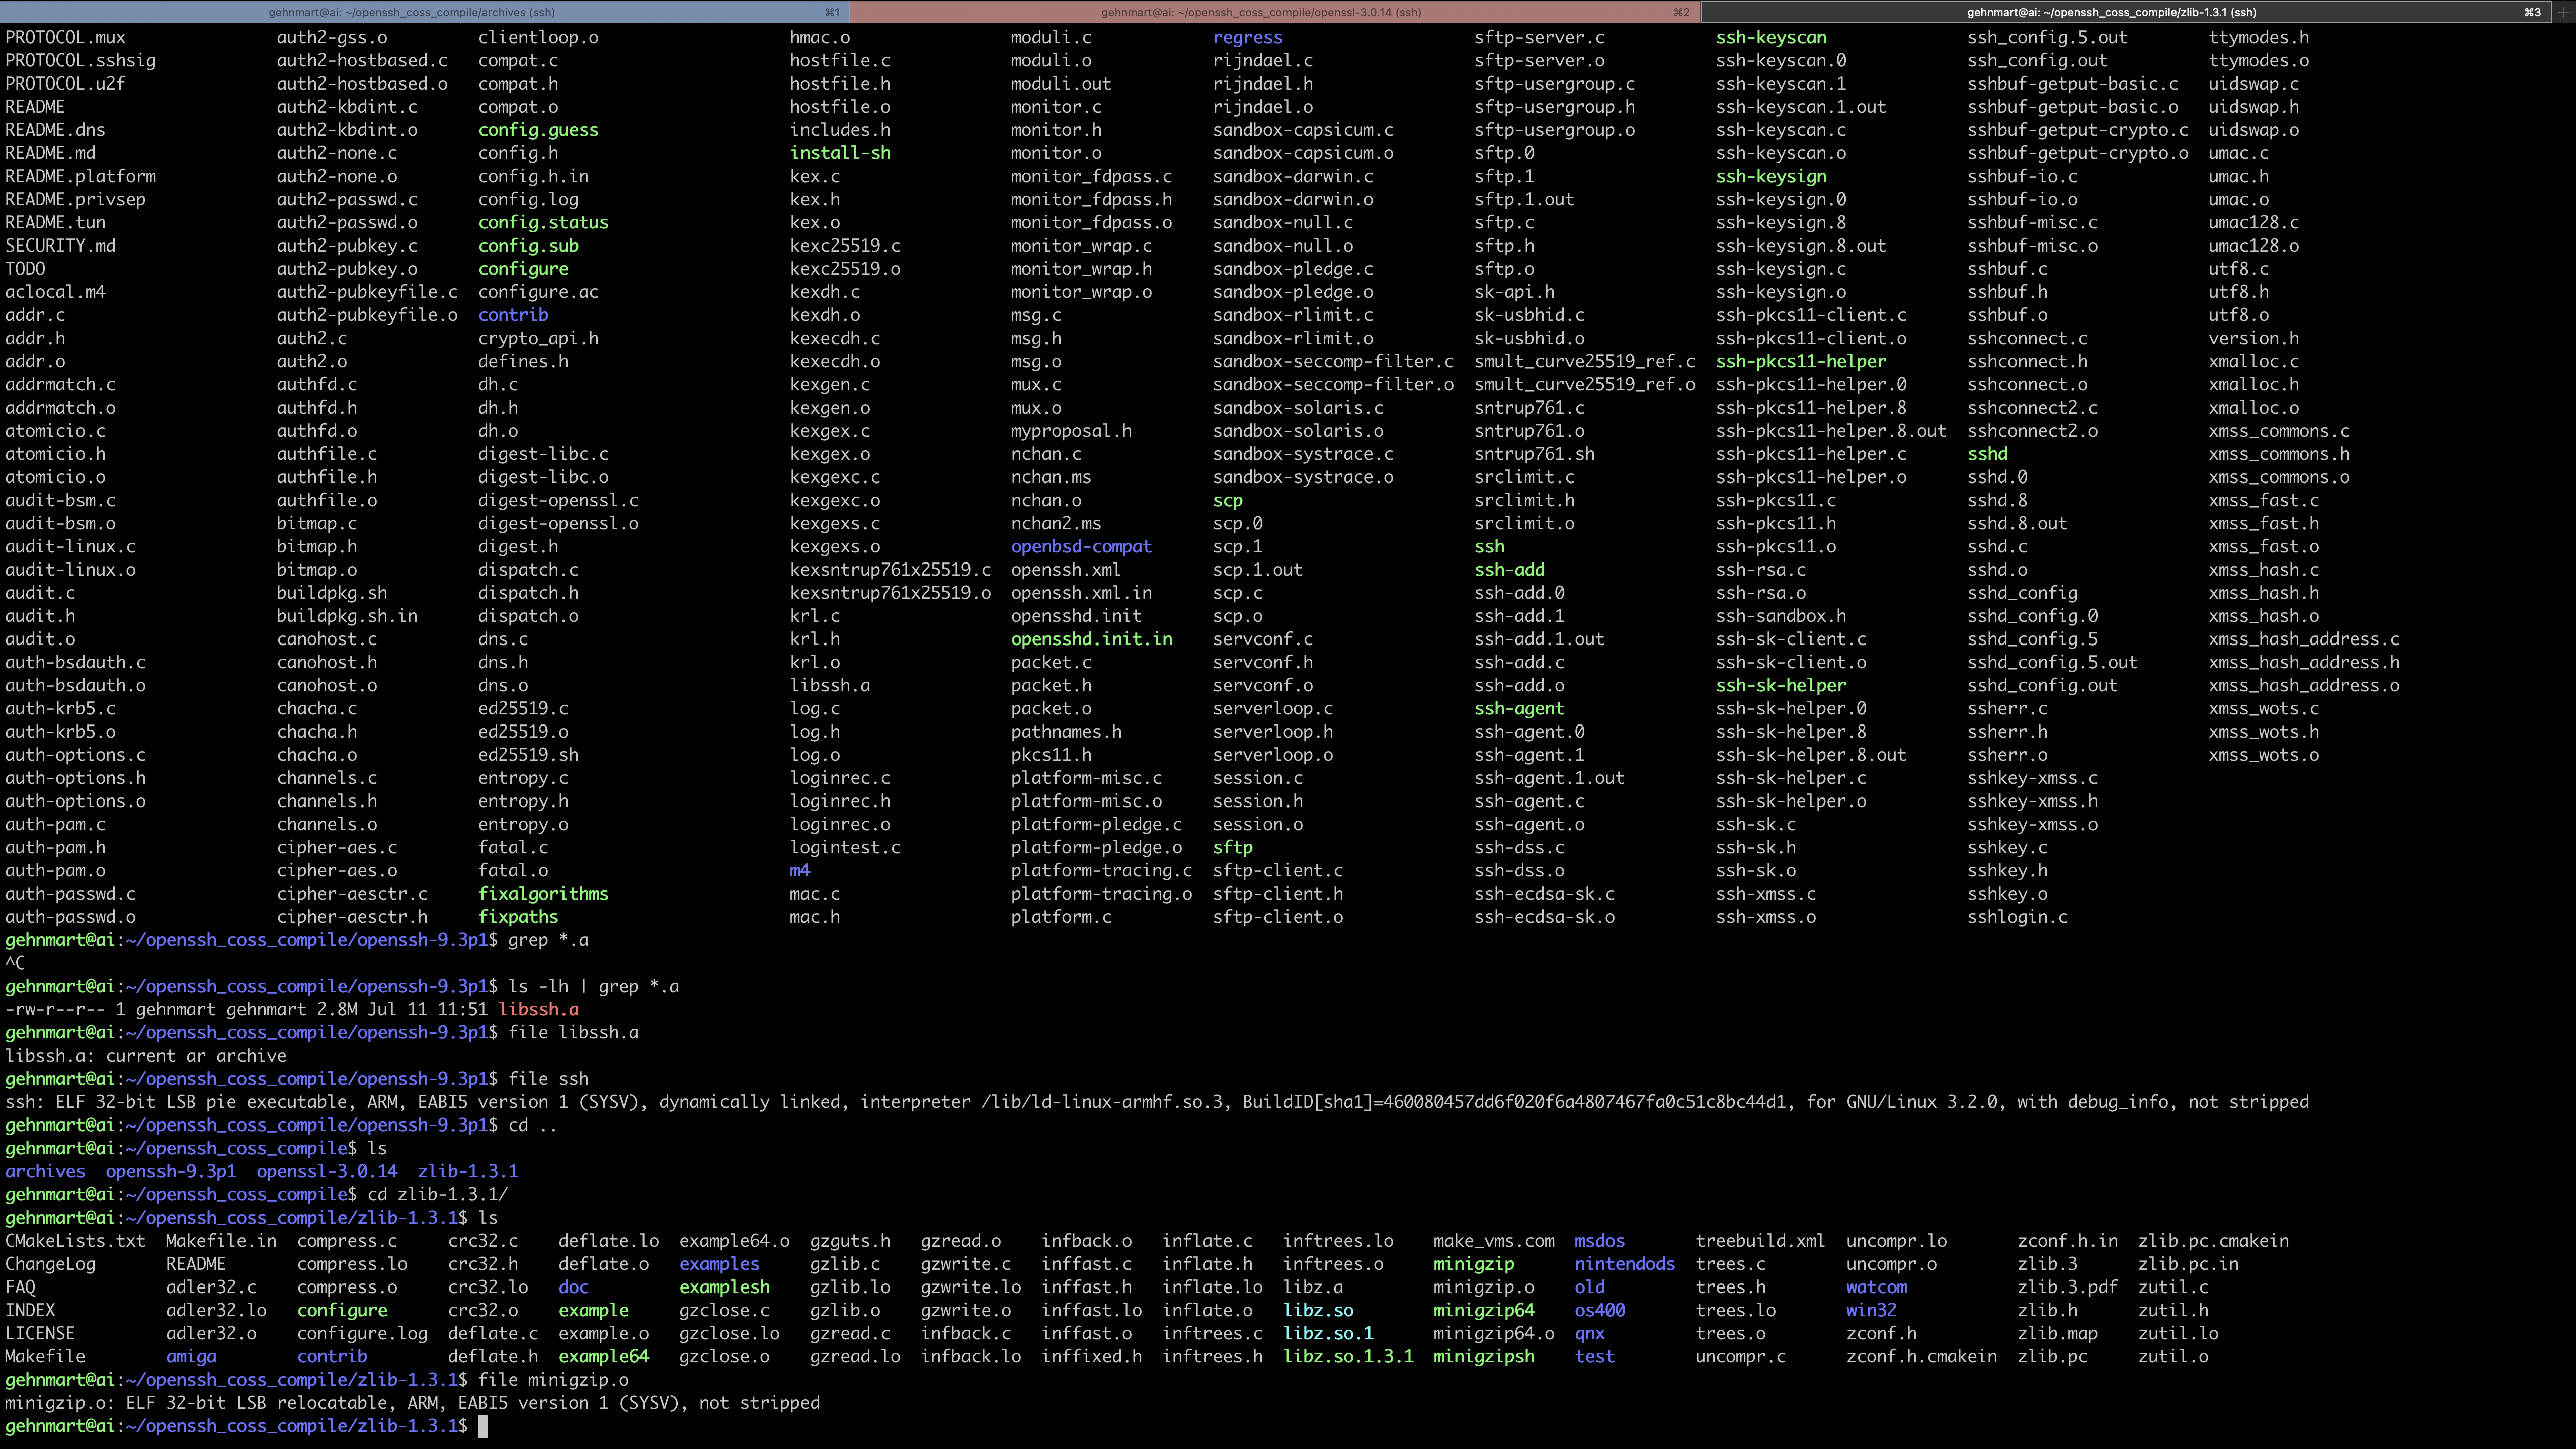 gehnmart@ai: ~/openssh_coss_compile/archives (ssh) ⌘1 gehnmart@ai: ~/openssh_coss_compile/openssl-3.0.14 (ssh) ⌘2 gehnmart@ai: ~/openssh_coss_compile/zlib-1.3.1 (ssh) ⌘3 +
PROTOCOL.mux auth2-gss.o clientloop.o hmac.o moduli.c regress sftp-server.c ssh-keyscan ssh_config.5.out ttymodes.h
PROTOCOL.sshsig auth2-hostbased.c compat.c hostfile.c moduli.o rijndael.c sftp-server.o ssh-keyscan.0 ssh_config.out ttymodes.o
PROTOCOL.u2f auth2-hostbased.o compat.h hostfile.h moduli.out rijndael.h sftp-usergroup.c ssh-keyscan.1 sshbuf-getput-basic.c uidswap.c
README auth2-kbdint.c compat.o hostfile.o monitor.c rijndael.o sftp-usergroup.h ssh-keyscan.1.out sshbuf-getput-basic.o uidswap.h
README.dns auth2-kbdint.o config.guess includes.h monitor.h sandbox-capsicum.c sftp-usergroup.o ssh-keyscan.c sshbuf-getput-crypto.c uidswap.o
README.md auth2-none.c config.h install-sh monitor.o sandbox-capsicum.o sftp.0 ssh-keyscan.o sshbuf-getput-crypto.o umac.c
README.platform auth2-none.o config.h.in kex.c monitor_fdpass.c sandbox-darwin.c sftp.1 ssh-keysign sshbuf-io.c umac.h
README.privsep auth2-passwd.c config.log kex.h monitor_fdpass.h sandbox-darwin.o sftp.1.out ssh-keysign.0 sshbuf-io.o umac.o
README.tun auth2-passwd.o config.status kex.o monitor_fdpass.o sandbox-null.c sftp.c ssh-keysign.8 sshbuf-misc.c umac128.c
SECURITY.md auth2-pubkey.c config.sub kexc25519.c monitor_wrap.c sandbox-null.o sftp.h ssh-keysign.8.out sshbuf-misc.o umac128.o
TODO auth2-pubkey.o configure kexc25519.o monitor_wrap.h sandbox-pledge.c sftp.o ssh-keysign.c sshbuf.c utf8.c
aclocal.m4 auth2-pubkeyfile.c configure.ac kexdh.c monitor_wrap.o sandbox-pledge.o sk-api.h ssh-keysign.o sshbuf.h utf8.h
addr.c auth2-pubkeyfile.o contrib kexdh.o msg.c sandbox-rlimit.c sk-usbhid.c ssh-pkcs11-client.c sshbuf.o utf8.o
addr.h auth2.c crypto_api.h kexecdh.c msg.h sandbox-rlimit.o sk-usbhid.o ssh-pkcs11-client.o sshconnect.c version.h
addr.o auth2.o defines.h kexecdh.o msg.o sandbox-seccomp-filter.c smult_curve25519_ref.c ssh-pkcs11-helper sshconnect.h xmalloc.c
addrmatch.c authfd.c dh.c kexgen.c mux.c sandbox-seccomp-filter.o smult_curve25519_ref.o ssh-pkcs11-helper.0 sshconnect.o xmalloc.h
addrmatch.o authfd.h dh.h kexgen.o mux.o sandbox-solaris.c sntrup761.c ssh-pkcs11-helper.8 sshconnect2.c xmalloc.o
atomicio.c authfd.o dh.o kexgex.c myproposal.h sandbox-solaris.o sntrup761.o ssh-pkcs11-helper.8.out sshconnect2.o xmss_commons.c
atomicio.h authfile.c digest-libc.c kexgex.o nchan.c sandbox-systrace.c sntrup761.sh ssh-pkcs11-helper.c sshd xmss_commons.h
atomicio.o authfile.h digest-libc.o kexgexc.c nchan.ms sandbox-systrace.o srclimit.c ssh-pkcs11-helper.o sshd.0 xmss_commons.o
audit-bsm.c authfile.o digest-openssl.c kexgexc.o nchan.o scp srclimit.h ssh-pkcs11.c sshd.8 xmss_fast.c
audit-bsm.o bitmap.c digest-openssl.o kexgexs.c nchan2.ms scp.0 srclimit.o ssh-pkcs11.h sshd.8.out xmss_fast.h
audit-linux.c bitmap.h digest.h kexgexs.o openbsd-compat scp.1 ssh ssh-pkcs11.o sshd.c xmss_fast.o
audit-linux.o bitmap.o dispatch.c kexsntrup761x25519.c openssh.xml scp.1.out ssh-add ssh-rsa.c sshd.o xmss_hash.c
audit.c buildpkg.sh dispatch.h kexsntrup761x25519.o openssh.xml.in scp.c ssh-add.0 ssh-rsa.o sshd_config xmss_hash.h
audit.h buildpkg.sh.in dispatch.o krl.c opensshd.init scp.o ssh-add.1 ssh-sandbox.h sshd_config.0 xmss_hash.o
audit.o canohost.c dns.c krl.h opensshd.init.in servconf.c ssh-add.1.out ssh-sk-client.c sshd_config.5 xmss_hash_address.c
auth-bsdauth.c canohost.h dns.h krl.o packet.c servconf.h ssh-add.c ssh-sk-client.o sshd_config.5.out xmss_hash_address.h
auth-bsdauth.o canohost.o dns.o libssh.a packet.h servconf.o ssh-add.o ssh-sk-helper sshd_config.out xmss_hash_address.o
auth-krb5.c chacha.c ed25519.c log.c packet.o serverloop.c ssh-agent ssh-sk-helper.0 ssherr.c xmss_wots.c
auth-krb5.o chacha.h ed25519.o log.h pathnames.h serverloop.h ssh-agent.0 ssh-sk-helper.8 ssherr.h xmss_wots.h
auth-options.c chacha.o ed25519.sh log.o pkcs11.h serverloop.o ssh-agent.1 ssh-sk-helper.8.out ssherr.o xmss_wots.o
auth-options.h channels.c entropy.c loginrec.c platform-misc.c session.c ssh-agent.1.out ssh-sk-helper.c sshkey-xmss.c
auth-options.o channels.h entropy.h loginrec.h platform-misc.o session.h ssh-agent.c ssh-sk-helper.o sshkey-xmss.h
auth-pam.c channels.o entropy.o loginrec.o platform-pledge.c session.o ssh-agent.o ssh-sk.c sshkey-xmss.o
auth-pam.h cipher-aes.c fatal.c logintest.c platform-pledge.o sftp ssh-dss.c ssh-sk.h sshkey.c
auth-pam.o cipher-aes.o fatal.o m4 platform-tracing.c sftp-client.c ssh-dss.o ssh-sk.o sshkey.h
auth-passwd.c cipher-aesctr.c fixalgorithms mac.c platform-tracing.o sftp-client.h ssh-ecdsa-sk.c ssh-xmss.c sshkey.o
auth-passwd.o cipher-aesctr.h fixpaths mac.h platform.c sftp-client.o ssh-ecdsa-sk.o ssh-xmss.o sshlogin.c
gehnmart@ai:~/openssh_coss_compile/openssh-9.3p1$ grep *.a
^C
gehnmart@ai:~/openssh_coss_compile/openssh-9.3p1$ ls -lh | grep *.a
-rw-r--r-- 1 gehnmart gehnmart 2.8M Jul 11 11:51 libssh.a
gehnmart@ai:~/openssh_coss_compile/openssh-9.3p1$ file libssh.a
libssh.a: current ar archive
gehnmart@ai:~/openssh_coss_compile/openssh-9.3p1$ file ssh
ssh: ELF 32-bit LSB pie executable, ARM, EABI5 version 1 (SYSV), dynamically linked, interpreter /lib/ld-linux-armhf.so.3, BuildID[sha1]=460080457dd6f020f6a4807467fa0c51c8bc44d1, for GNU/Linux 3.2.0, with debug_info, not stripped
gehnmart@ai:~/openssh_coss_compile/openssh-9.3p1$ cd ..
gehnmart@ai:~/openssh_coss_compile$ ls
archives openssh-9.3p1 openssl-3.0.14 zlib-1.3.1
gehnmart@ai:~/openssh_coss_compile$ cd zlib-1.3.1/
gehnmart@ai:~/openssh_coss_compile/zlib-1.3.1$ ls
CMakeLists.txt Makefile.in compress.c crc32.c deflate.lo example64.o gzguts.h gzread.o infback.o inflate.c inftrees.lo make_vms.com msdos treebuild.xml uncompr.lo zconf.h.in zlib.pc.cmakein
ChangeLog README compress.lo crc32.h deflate.o examples gzlib.c gzwrite.c inffast.c inflate.h inftrees.o minigzip nintendods trees.c uncompr.o zlib.3 zlib.pc.in
FAQ adler32.c compress.o crc32.lo doc examplesh gzlib.lo gzwrite.lo inffast.h inflate.lo libz.a minigzip.o old trees.h watcom zlib.3.pdf zutil.c
INDEX adler32.lo configure crc32.o example gzclose.c gzlib.o gzwrite.o inffast.lo inflate.o libz.so minigzip64 os400 trees.lo win32 zlib.h zutil.h
LICENSE adler32.o configure.log deflate.c example.o gzclose.lo gzread.c infback.c inffast.o inftrees.c libz.so.1 minigzip64.o qnx trees.o zconf.h zlib.map zutil.lo
Makefile amiga contrib deflate.h example64 gzclose.o gzread.lo infback.lo inffixed.h inftrees.h libz.so.1.3.1 minigzipsh test uncompr.c zconf.h.cmakein zlib.pc zutil.o
gehnmart@ai:~/openssh_coss_compile/zlib-1.3.1$ file minigzip.o
minigzip.o: ELF 32-bit LSB relocatable, ARM, EABI5 version 1 (SYSV), not stripped
gehnmart@ai:~/openssh_coss_compile/zlib-1.3.1$